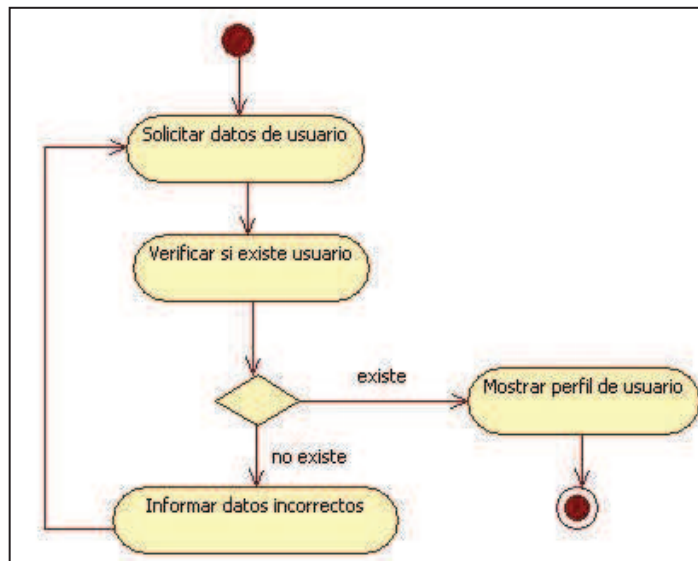 Solicitar datos de usuario
Verificar si existe usuario
existe
Mostrar perfil de usuario
no existe
Informar datos incorrectos